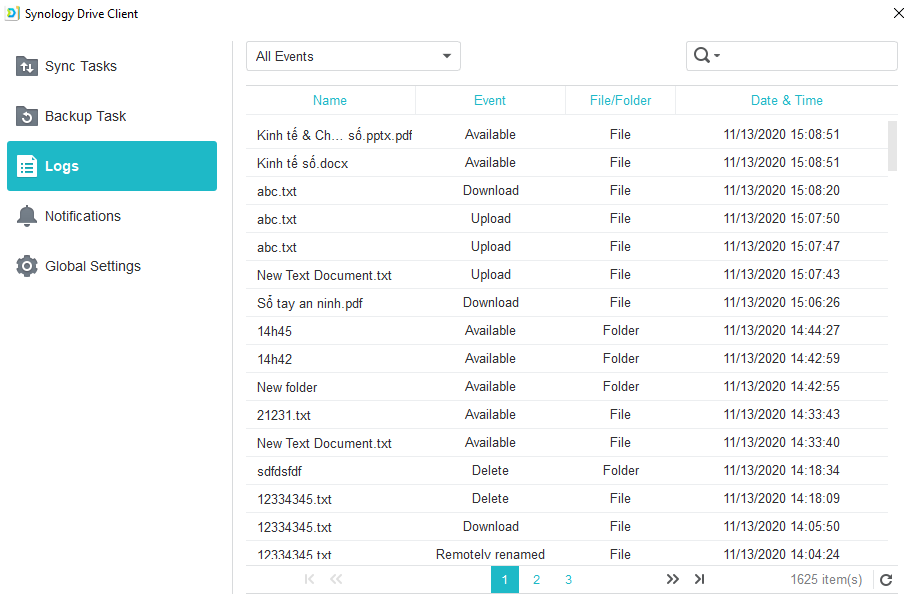 Synology Drive Client
Sync Tasks
Backup Task
Logs
Notifications
Global Settings
All Events
Name Event File/Folder Date & Time
Kinh tế & Ch... số.pptx.pdf Available File 11/13/2020 15:08:51
Kinh tế số.docx Available File 11/13/2020 15:08:51
abc.txt Download File 11/13/2020 15:08:20
abc.txt Upload File 11/13/2020 15:07:50
abc.txt Upload File 11/13/2020 15:07:47
New Text Document.txt Upload File 11/13/2020 15:07:43
Sổ tay an ninh.pdf Download File 11/13/2020 15:06:26
14h45 Available Folder 11/13/2020 14:44:27
14h42 Available Folder 11/13/2020 14:42:59
New folder Available Folder 11/13/2020 14:42:55
21231.txt Available File 11/13/2020 14:33:43
New Text Document.txt Available File 11/13/2020 14:33:40
sdfdsfdf Delete Folder 11/13/2020 14:18:34
12334345.txt Delete File 11/13/2020 14:18:09
12334345.txt Download File 11/13/2020 14:05:50
12334345.txt Remotely renamed File 11/13/2020 14:04:24
1 2 3 1625 item(s)